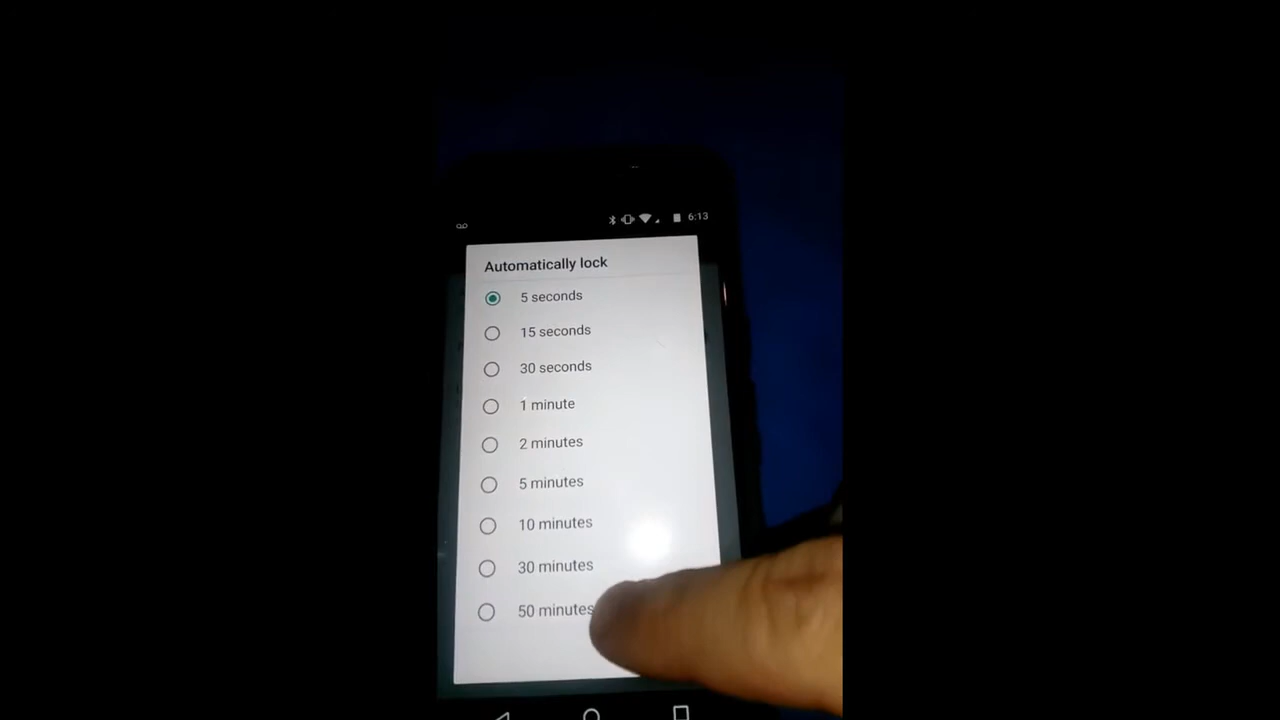 6:13
Automatically lock
5 seconds
15 seconds
30 seconds
1 minute
2 minutes
5 minutes
10 minutes
30 minutes
50 minutes